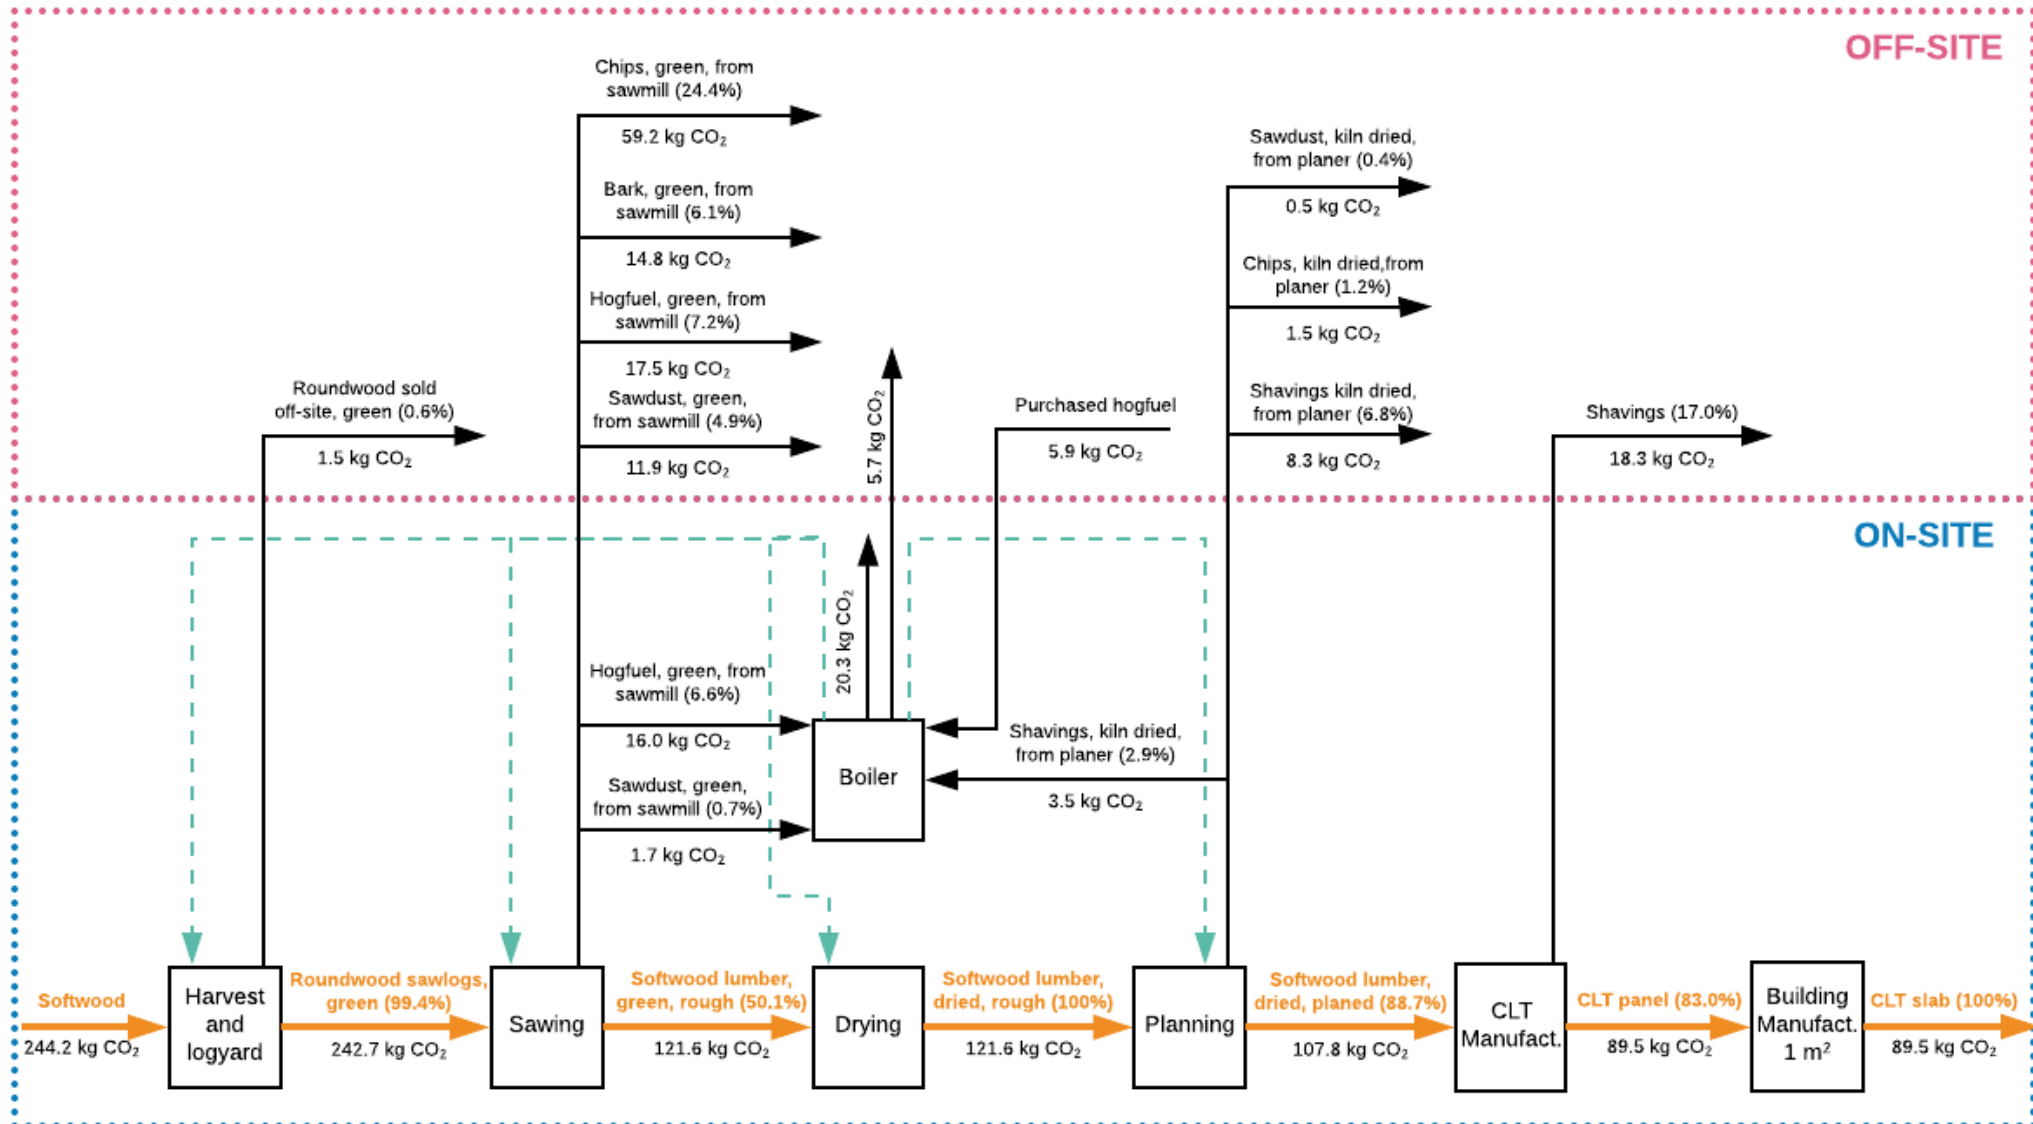 OFF-SITE
Chips, green, from
sawmill (24.4%)
59.2 kg CO₂
Bark, green, from
sawmill (6.1%)
14.8 kg CO₂
Hogfuel, green, from
sawmill (7.2%)
17.5 kg CO₂
Sawdust, green,
from sawmill (4.9%)
11.9 kg CO₂
Roundwood sold
off-site, green (0.6%)
1.5 kg CO₂
5.7 kg CO₂
Purchased hogfuel
5.9 kg CO₂
Sawdust, kiln dried,
from planer (0.4%)
0.5 kg CO₂
Chips, kiln dried,from
planer (1.2%)
1.5 kg CO₂
Shavings kiln dried,
from planer (6.8%)
8.3 kg CO₂
Shavings (17.0%)
18.3 kg CO₂
ON-SITE
20.3 kg CO₂
Hogfuel, green, from
sawmill (6.6%)
16.0 kg CO₂
Sawdust, green,
from sawmill (0.7%)
1.7 kg CO₂
Boiler
Shavings, kiln dried,
from planer (2.9%)
3.5 kg CO₂
Softwood
244.2 kg CO₂
Harvest
and
logyard
Roundwood sawlogs,
green (99.4%)
242.7 kg CO₂
Sawing
Softwood lumber,
green, rough (50.1%)
121.6 kg CO₂
Drying
Softwood lumber,
dried, rough (100%)
121.6 kg CO₂
Planning
Softwood lumber,
dried, planed (88.7%)
107.8 kg CO₂
CLT
Manufact.
CLT panel (83.0%)
89.5 kg CO₂
Building
Manufact.
1 m²
CLT slab (100%)
89.5 kg CO₂